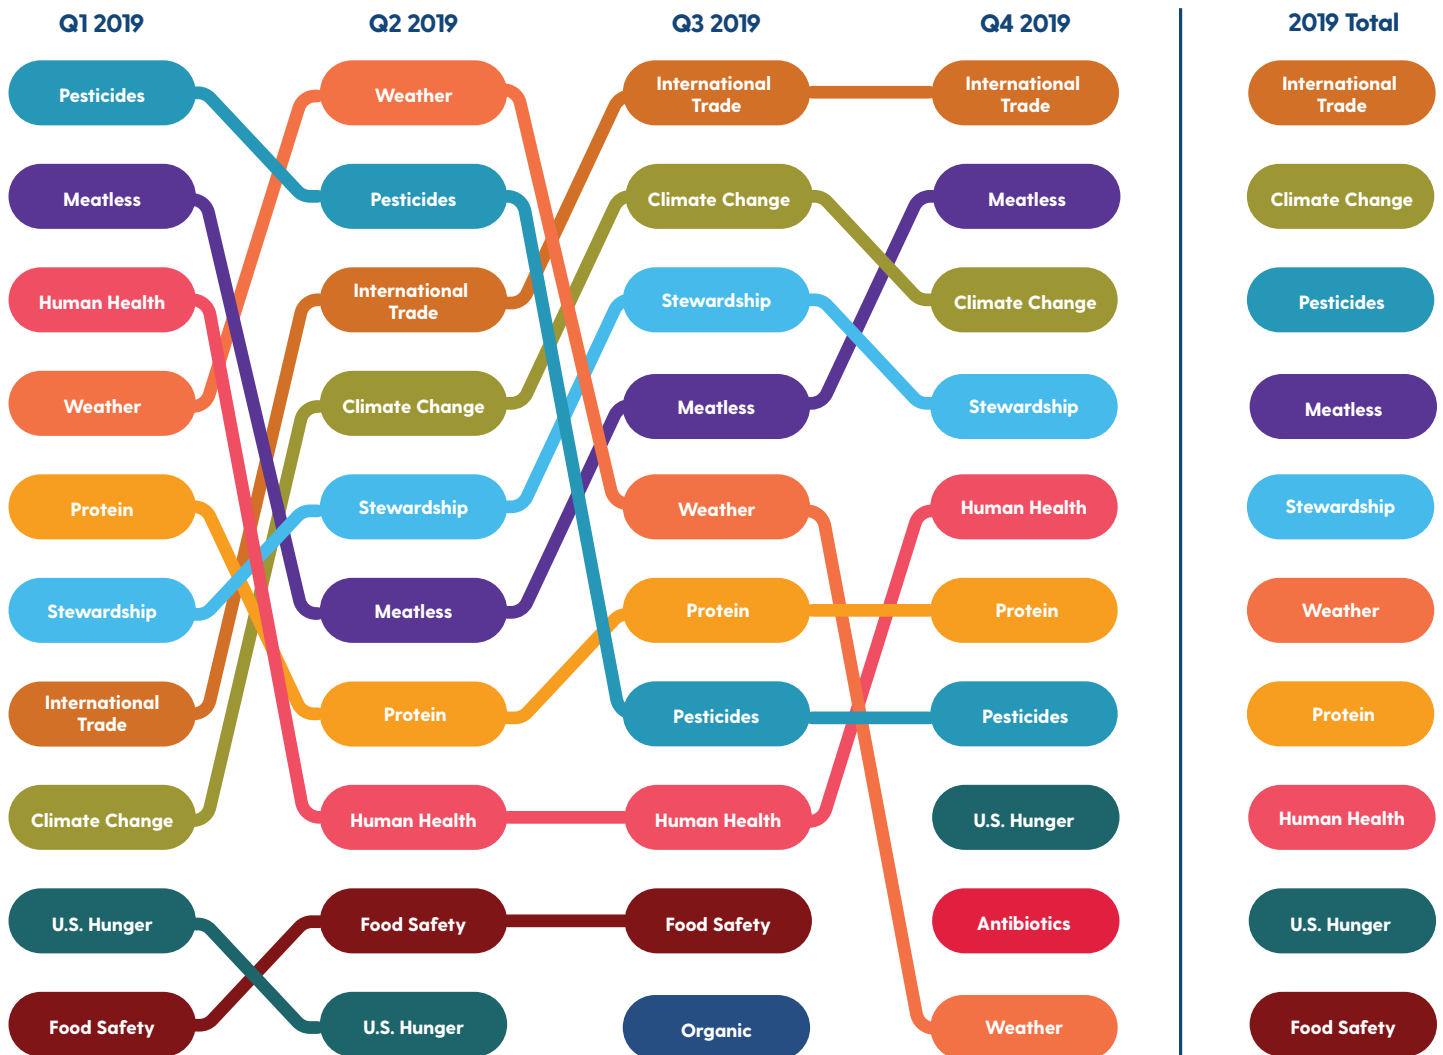 Q1 2019
Q2 2019
Q3 2019
Q4 2019
2019 Total
Pesticides
Weather
International
Trade
International
Trade
International
Trade
Meatless
Pesticides
Climate Change
Meatless
Climate Change
Human Health
International
Trade
Stewardship
Climate Change
Pesticides
Weather
Climate Change
Meatless
Stewardship
Meatless
Protein
Stewardship
Weather
Human Health
Stewardship
Stewardship
Meatless
Protein
Protein
Weather
International
Trade
Protein
Pesticides
Pesticides
Protein
Climate Change
Human Health
Human Health
U.S. Hunger
Human Health
U.S. Hunger
Food Safety
Food Safety
Antibiotics
U.S. Hunger
Food Safety
U.S. Hunger
Organic
Weather
Food Safety